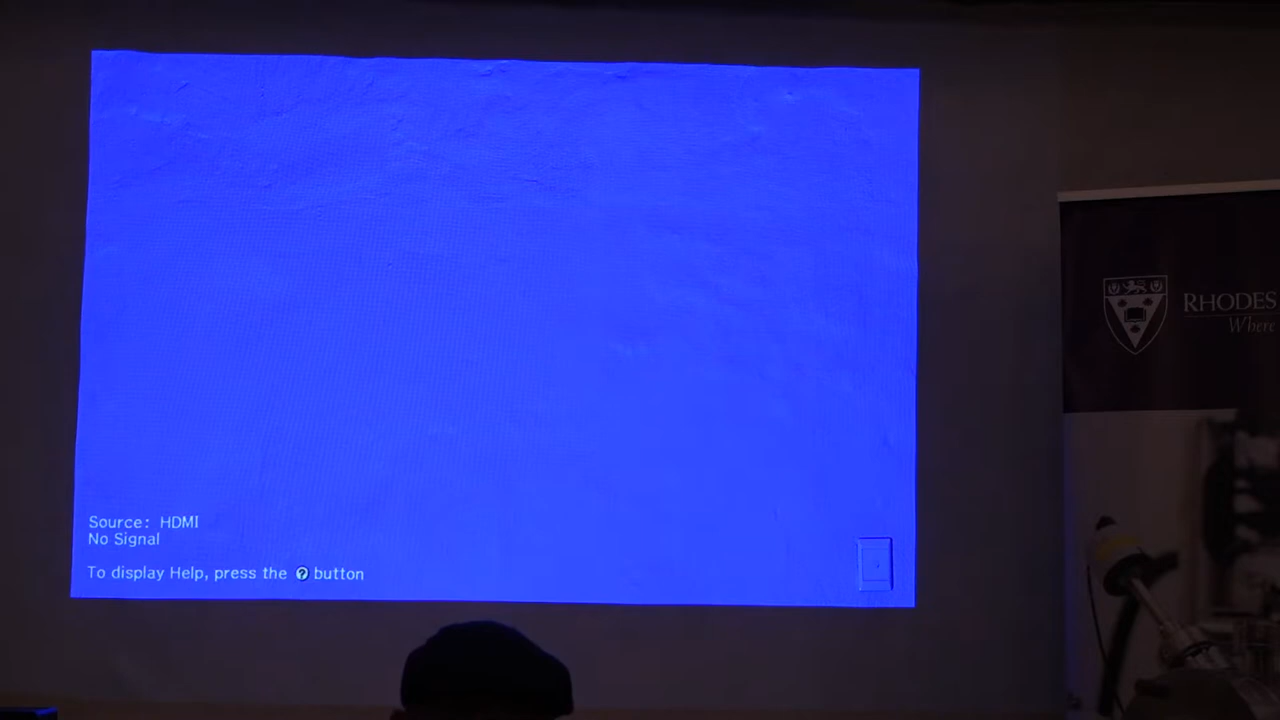 Source: HDMI
No Signal
To display Help, press the ? button
RHODES
Where